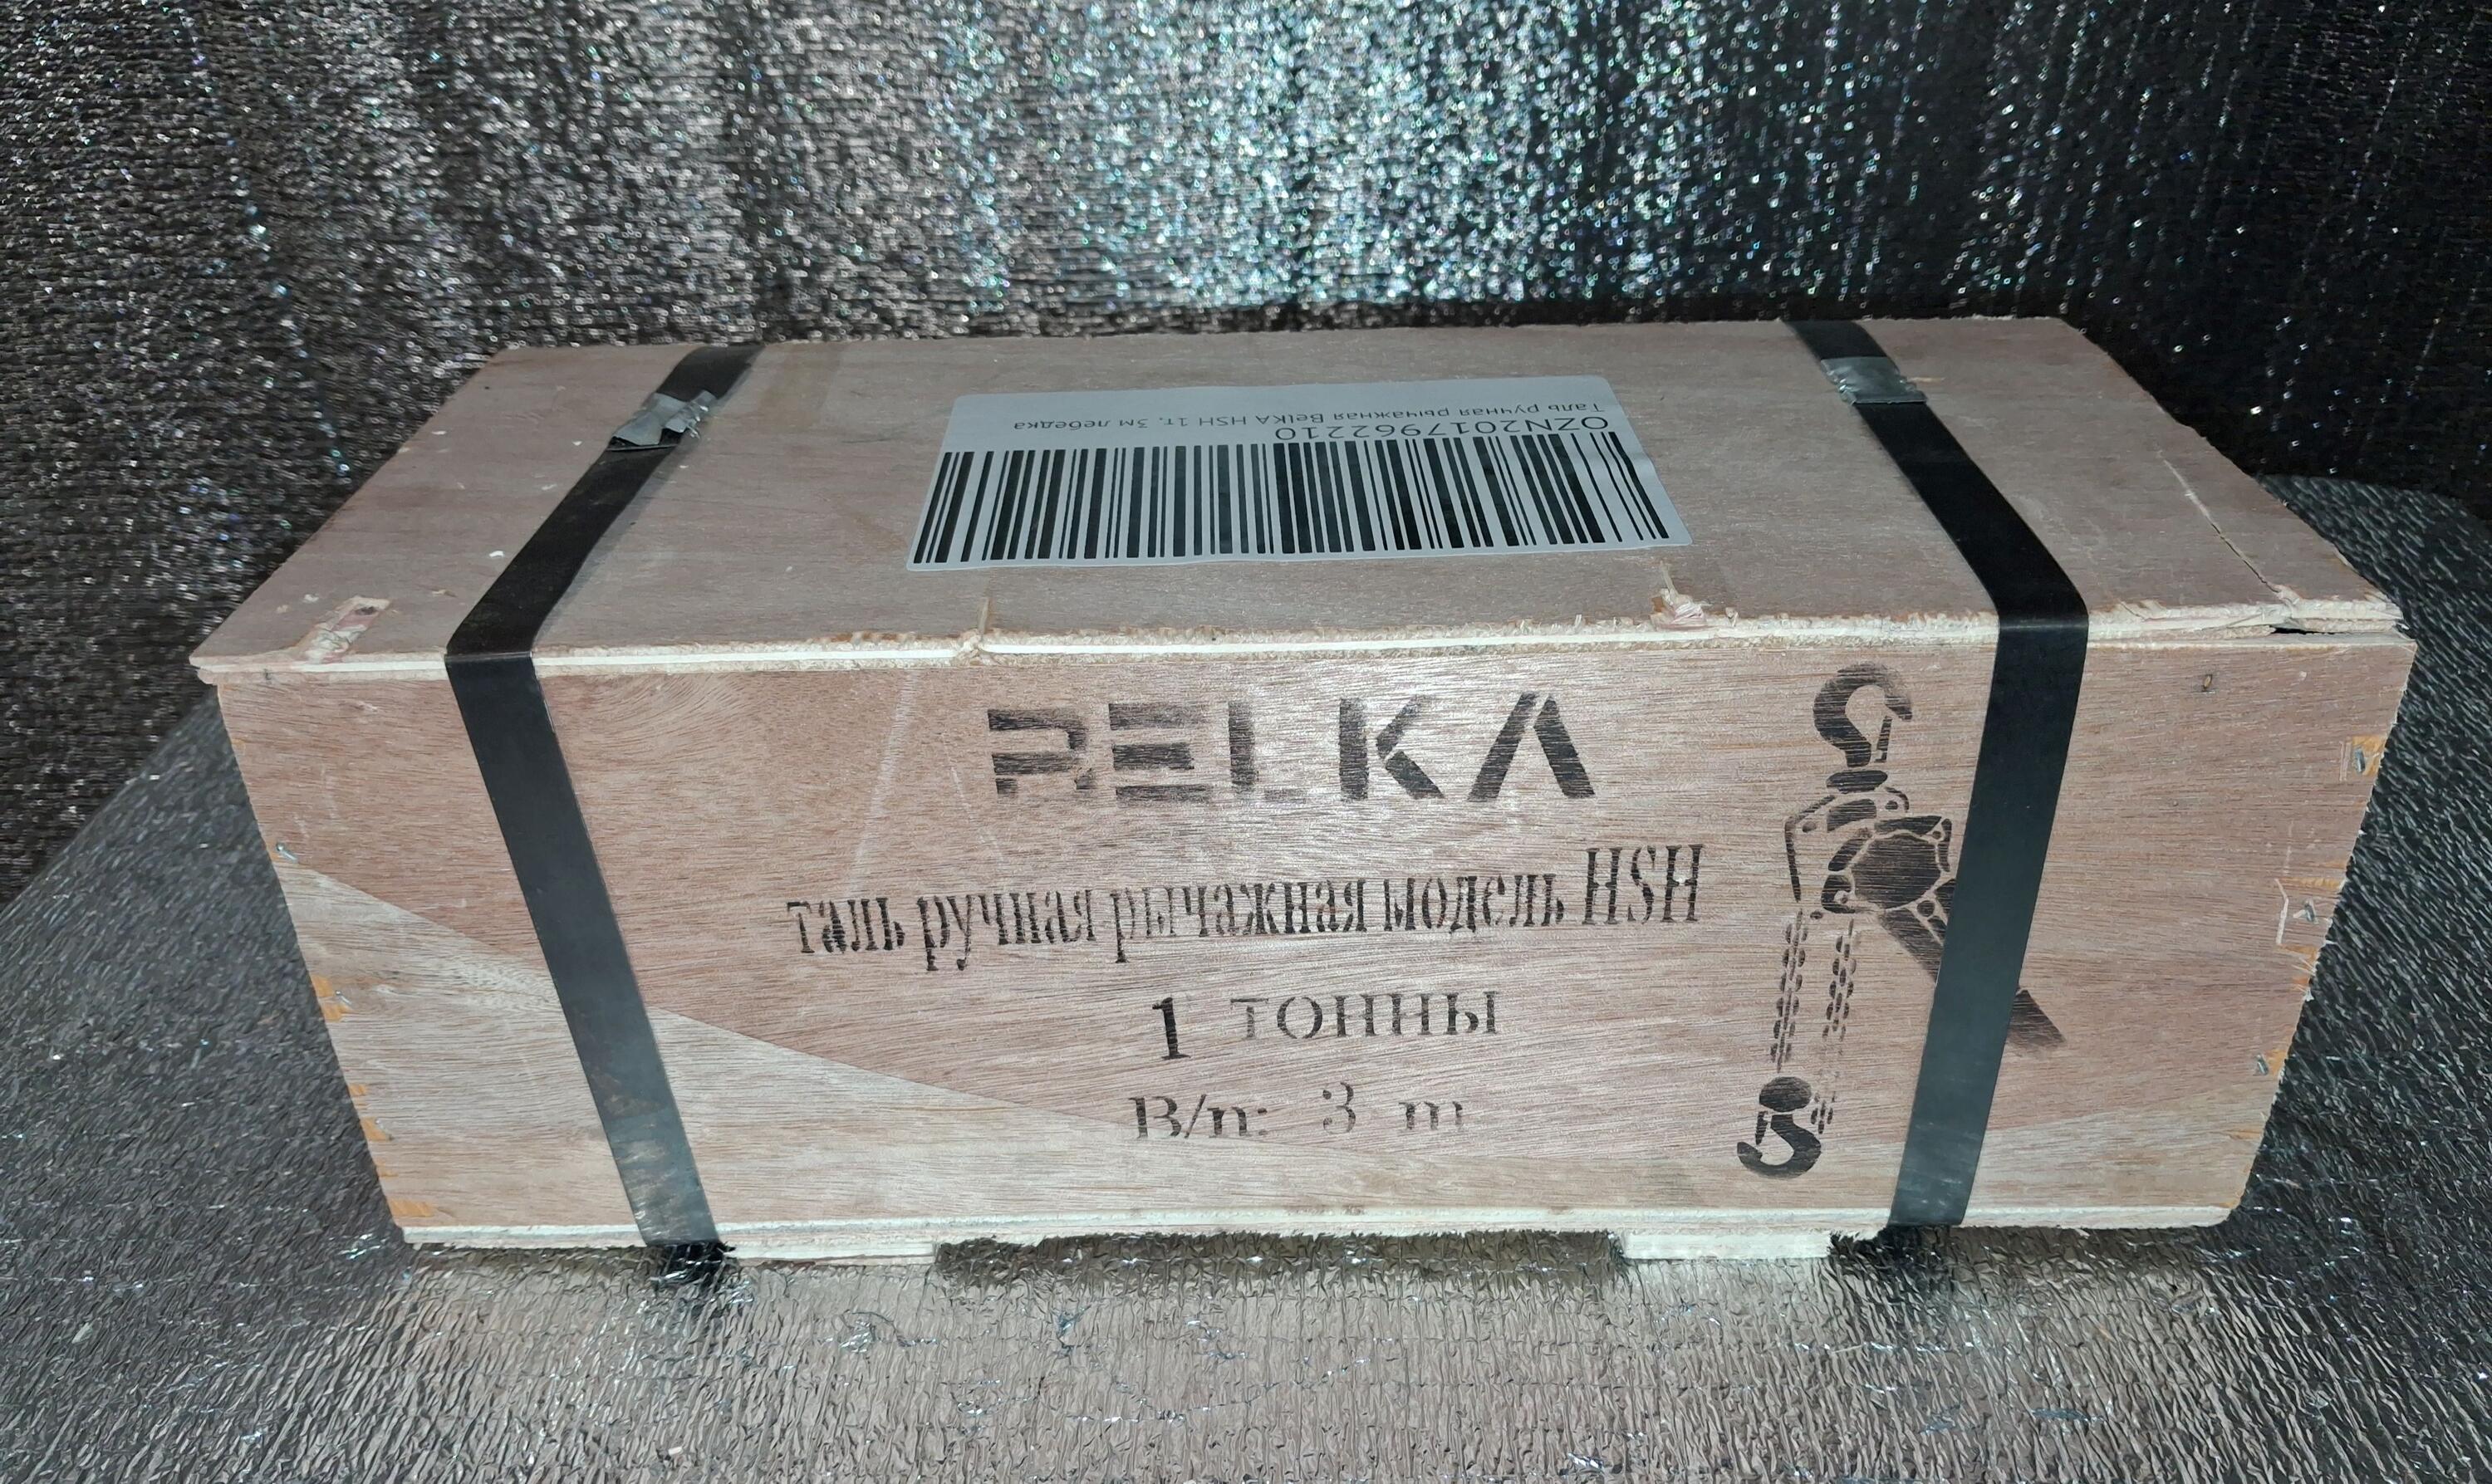 Таль ручная рычажная BelKA HSH 1т, 3м лебедка
OZN2017962210
BELKA
таль ручная рычажная модель HSH
1 тонны
В/п: 3 m